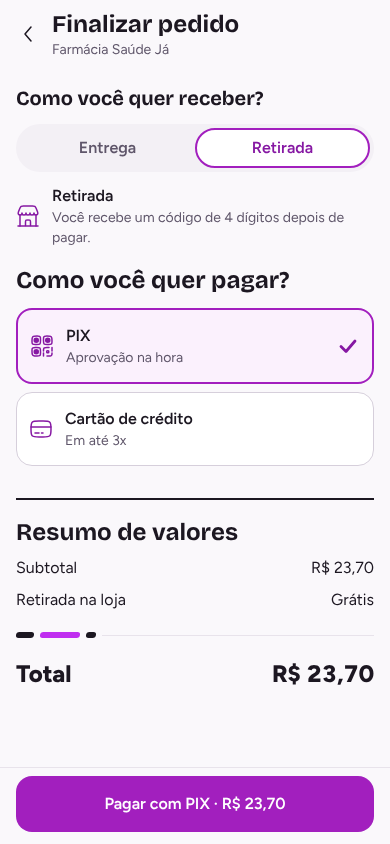 Finalizar pedido
Farmácia Saúde Já
Como você quer receber?
Entrega
Retirada
Retirada
Você recebe um código de 4 dígitos depois de
pagar.
Como você quer pagar?
PIX
Aprovação na hora
Cartão de crédito
Em até 3x
Resumo de valores
Subtotal R$ 23,70
Retirada na loja Grátis
Total R$ 23,70
Pagar com PIX · R$ 23,70